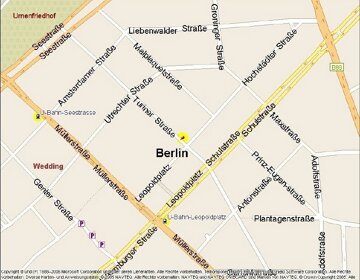 Urnenfriedhof
Seestraße
Seestraße
Liebenwalder Straße
Groninger Straße
Malplaquetstraße
Hochstädter Straße
Amsterdamer Straße
Utrechter Straße
Turiner Straße
U-Bahn-Seestrasse
Müllerstraße
Berlin
Schulstraße
Schulstraße
Maxstraße
Wedding
Müllerstraße
Leopoldplatz
Leopoldplatz
Prinz-Eugen-Straße
Adolfstraße
Antonstraße
Genter Straße
U-Bahn-Leopoldplatz
Plantagenstraße
P
P
P
Müllerstraße